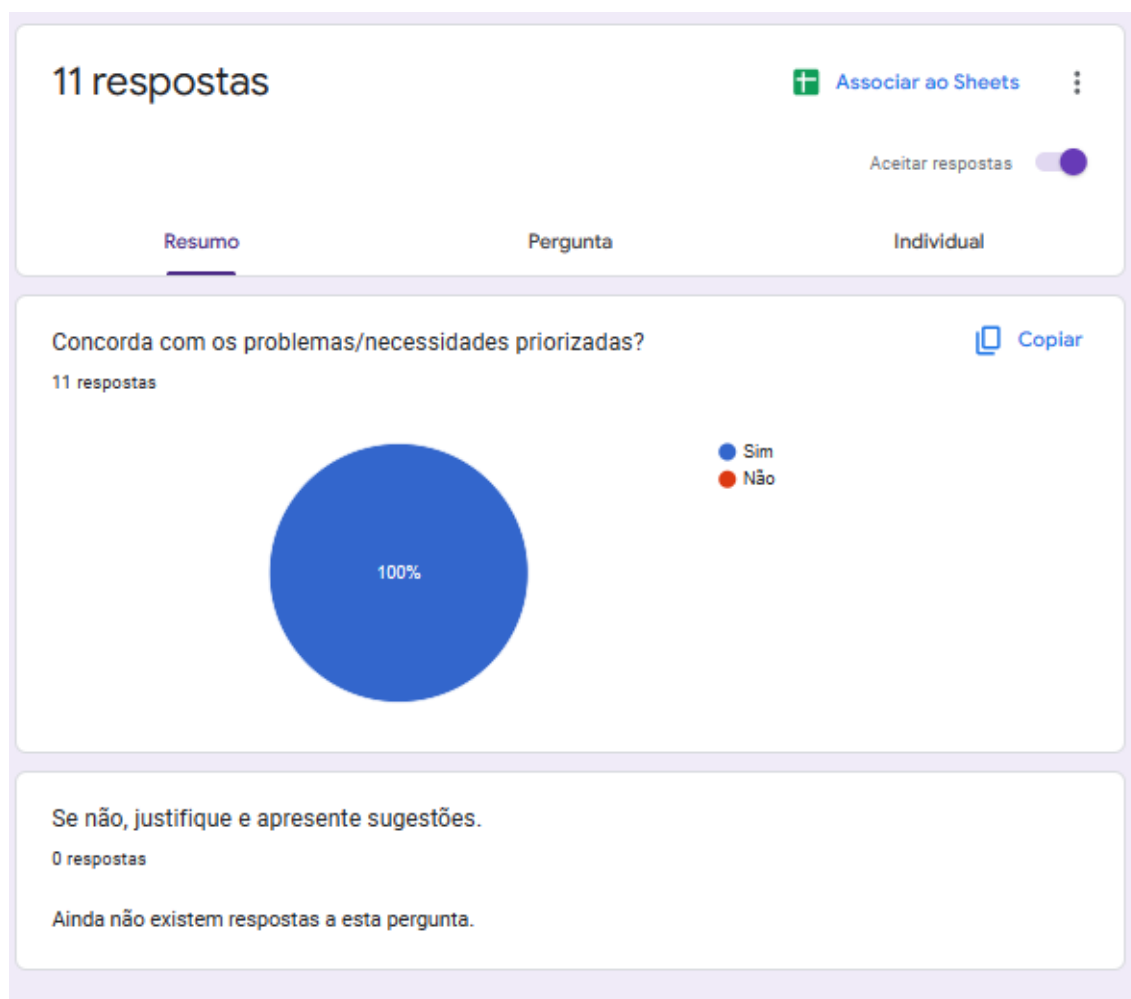 11 respostas
Associar ao Sheets
Aceitar respostas
Resumo
Pergunta
Individual
Concorda com os problemas/necessidades priorizadas?
Copiar
11 respostas
Sim
Não
100%
Se não, justifique e apresente sugestões.
0 respostas
Ainda não existem respostas a esta pergunta.